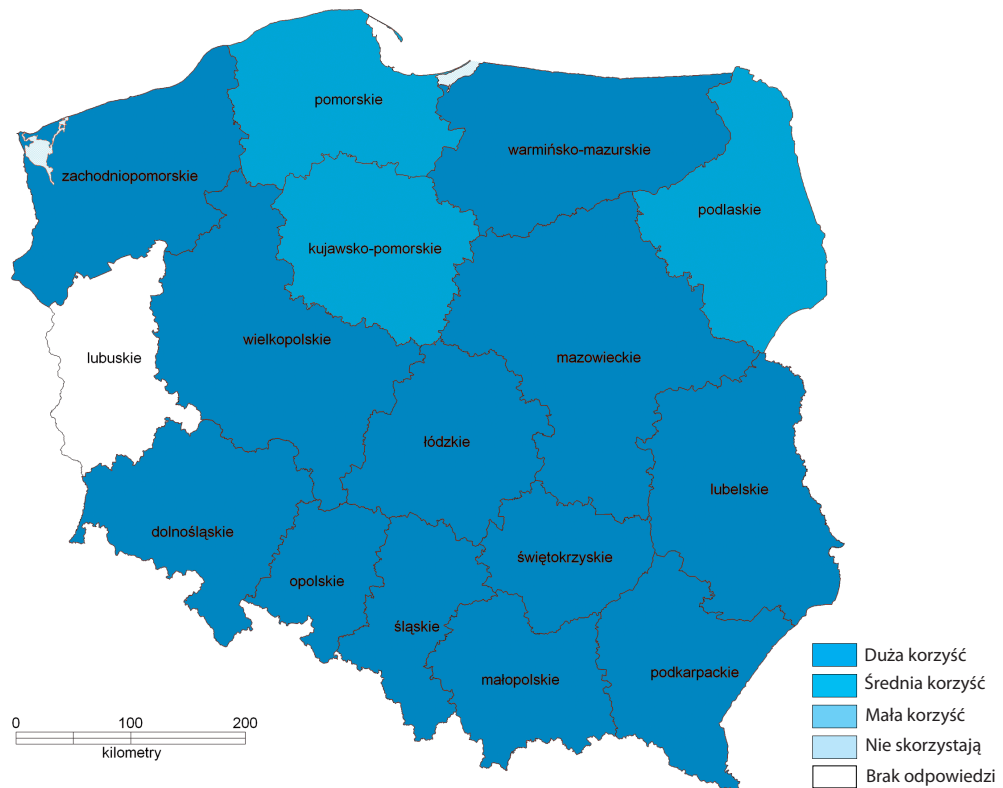 pomorskie
warmińsko-mazurskie
zachodniopomorskie
podlaskie
kujawsko-pomorskie
wielkopolskie
lubuskie
mazowieckie
łódzkie
lubelskie
dolnośląskie
świętokrzyskie
opolskie
śląskie
małopolskie
podkarpackie
Duża korzyść
Średnia korzyść
Mała korzyść
Nie skorzystają
Brak odpowiedzi
0 100 200
kilometry